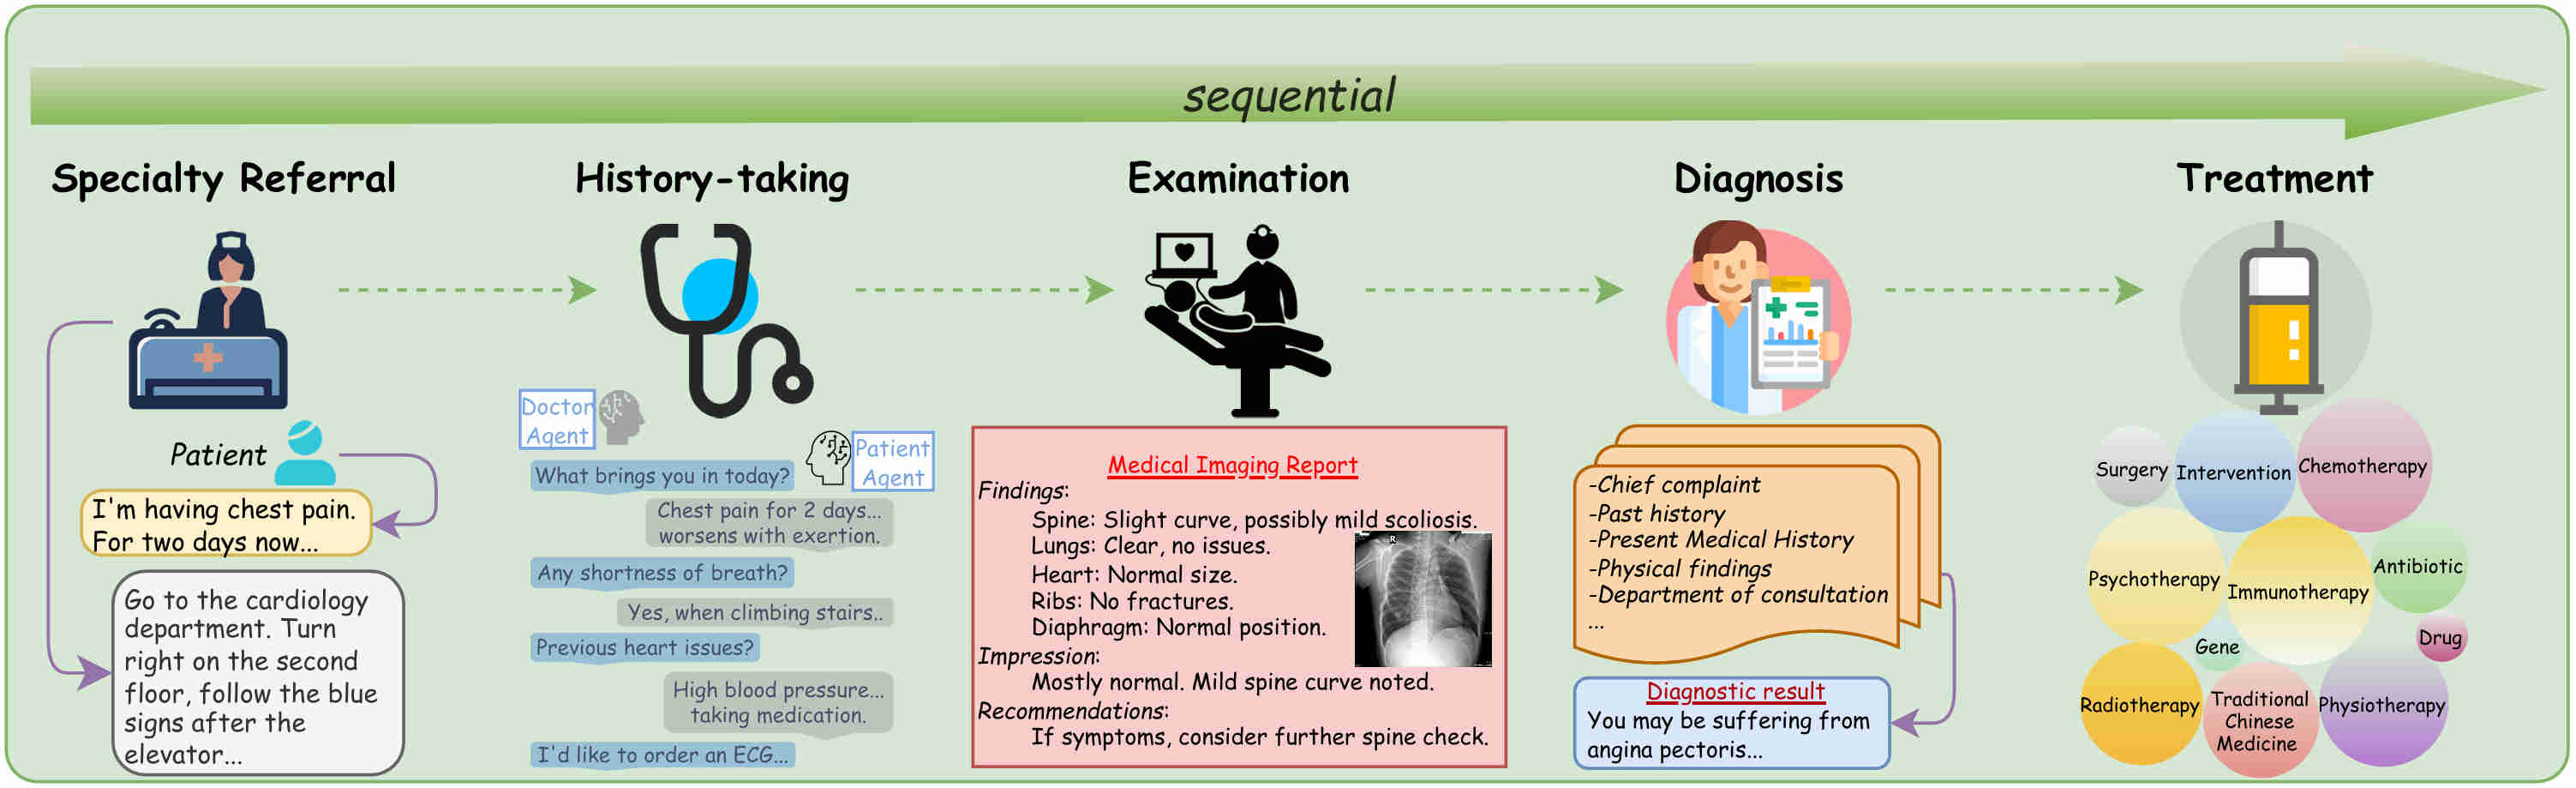 sequential
Specialty Referral
Patient
I'm having chest pain.
For two days now...
Go to the cardiology
department. Turn
right on the second
floor, follow the blue
signs after the
elevator...
History-taking
Doctor
Agent
Patient
Agent
What brings you in today?
Chest pain for 2 days...
worsens with exertion.
Any shortness of breath?
Yes, when climbing stairs..
Previous heart issues?
High blood pressure...
taking medication.
I'd like to order an ECG...
Examination
Medical Imaging Report
Findings:
Spine: Slight curve, possibly mild scoliosis.
Lungs: Clear, no issues.
Heart: Normal size.
Ribs: No fractures.
Diaphragm: Normal position.
Impression:
Mostly normal. Mild spine curve noted.
Recommendations:
If symptoms, consider further spine check.
R
Diagnosis
-Chief complaint
-Past history
-Present Medical History
-Physical findings
-Department of consultation
...
Diagnostic result
You may be suffering from
angina pectoris...
Treatment
Surgery
Intervention
Chemotherapy
Psychotherapy
Immunotherapy
Antibiotic
Gene
Drug
Radiotherapy
Traditional
Chinese
Medicine
Physiotherapy